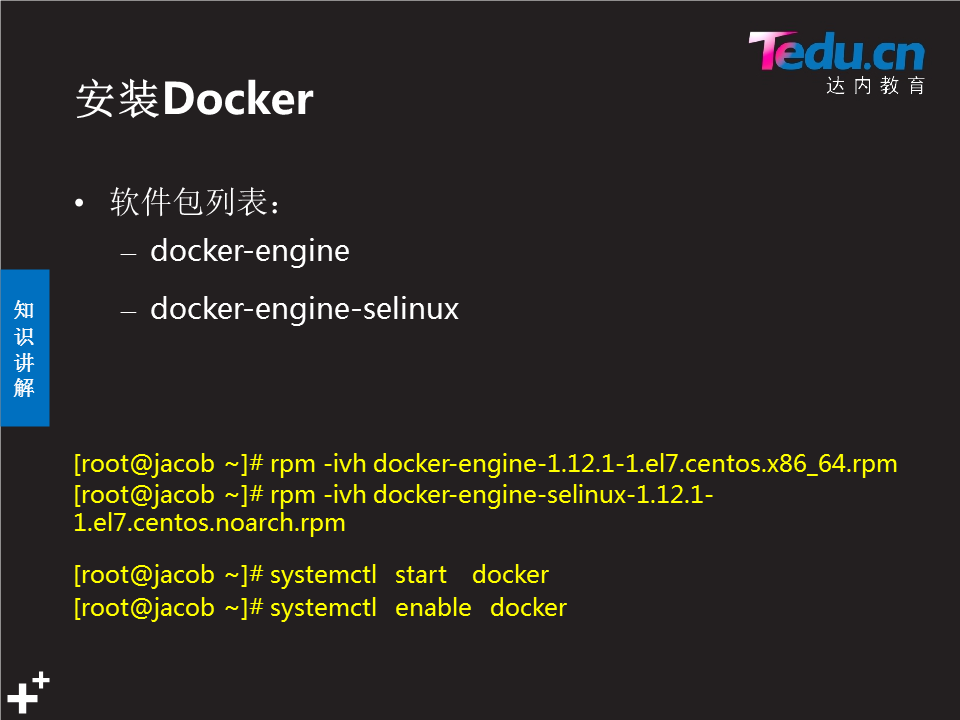 Tedu.cn
达内教育
安装Docker
• 软件包列表：
– docker-engine
– docker-engine-selinux
知
识
讲
解
[root@jacob ~]# rpm -ivh docker-engine-1.12.1-1.el7.centos.x86_64.rpm
[root@jacob ~]# rpm -ivh docker-engine-selinux-1.12.1-
1.el7.centos.noarch.rpm
[root@jacob ~]# systemctl start docker
[root@jacob ~]# systemctl enable docker